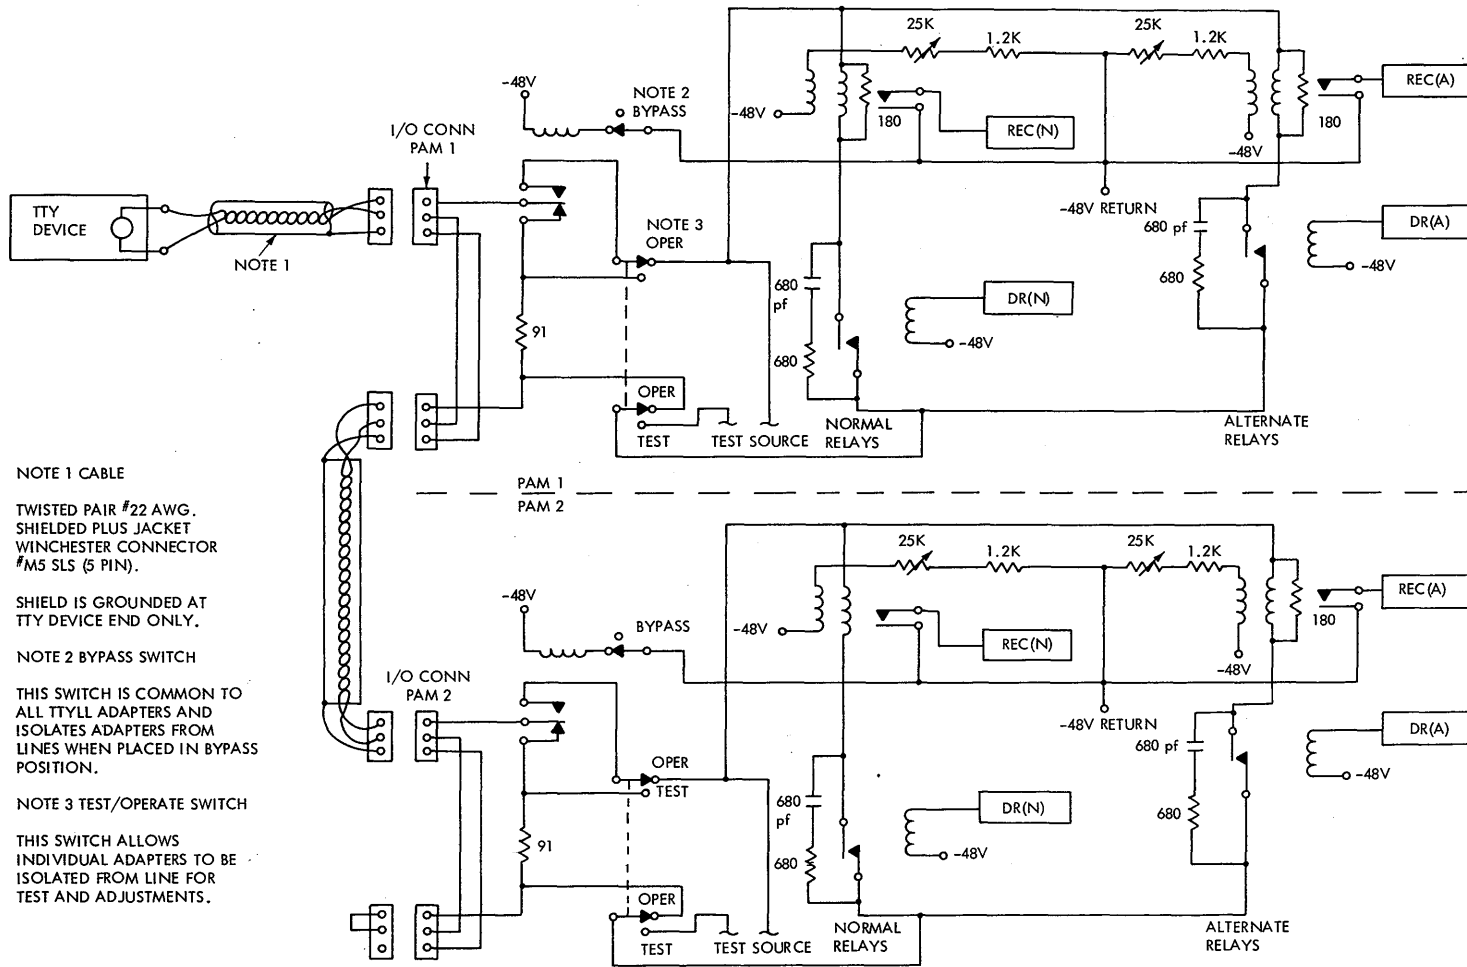 25K
1.2K
25K
1.2K
-48V
NOTE 2
BYPASS
I/O CONN
PAM 1
-48V
180
REC(N)
-48V
180
REC(A)
TTY
DEVICE
NOTE 1
NOTE 3
OPER
-48V RETURN
680 pf
680
DR(A)
-48V
680
pf
680
DR(N)
-48V
91
OPER
TEST
TEST SOURCE
NORMAL
RELAYS
ALTERNATE
RELAYS
PAM 1
PAM 2
NOTE 1 CABLE
TWISTED PAIR #22 AWG.
SHIELDED PLUS JACKET
WINCHESTER CONNECTOR
#M5 SLS (5 PIN).
SHIELD IS GROUNDED AT
TTY DEVICE END ONLY.
NOTE 2 BYPASS SWITCH
THIS SWITCH IS COMMON TO
ALL TTYLL ADAPTERS AND
ISOLATES ADAPTERS FROM
LINES WHEN PLACED IN BYPASS
POSITION.
NOTE 3 TEST/OPERATE SWITCH
THIS SWITCH ALLOWS
INDIVIDUAL ADAPTERS TO BE
ISOLATED FROM LINE FOR
TEST AND ADJUSTMENTS.
25K
1.2K
25K
1.2K
-48V
BYPASS
I/O CONN
PAM 2
-48V
REC(N)
-48V
180
REC(A)
OPER
TEST
-48V RETURN
680 pf
680
DR(A)
-48V
680
pf
680
DR(N)
-48V
91
OPER
TEST
TEST SOURCE
NORMAL
RELAYS
ALTERNATE
RELAYS